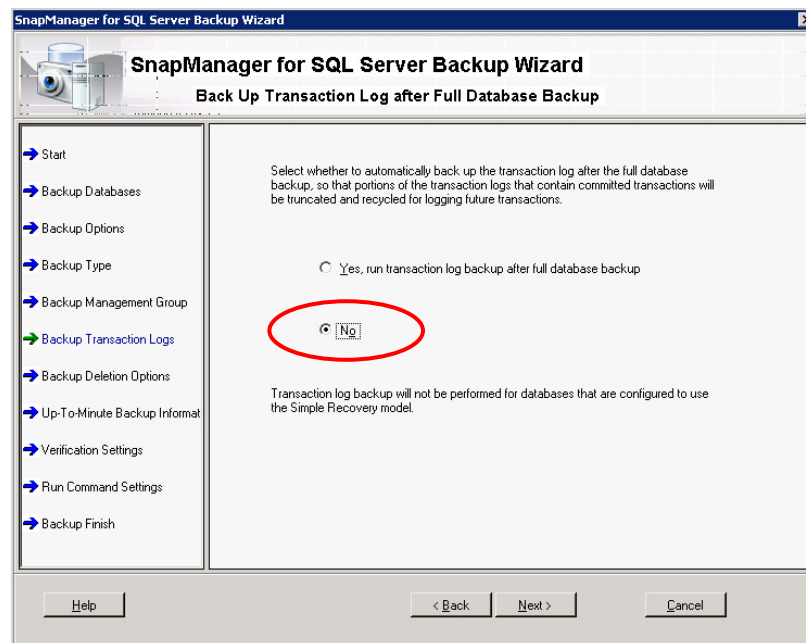 SnapManager for SQL Server Backup Wizard
SnapManager for SQL Server Backup Wizard
Back Up Transaction Log after Full Database Backup
Start
Backup Databases
Backup Options
Backup Type
Backup Management Group
Backup Transaction Logs
Backup Deletion Options
Up-To-Minute Backup Informat
Verification Settings
Run Command Settings
Backup Finish
Select whether to automatically back up the transaction log after the full database
backup, so that portions of the transaction logs that contain committed transactions will
be truncated and recycled for logging future transactions.
Yes, run transaction log backup after full database backup
No
Transaction log backup will not be performed for databases that are configured to use
the Simple Recovery model.
Help
< Back
Next >
Cancel